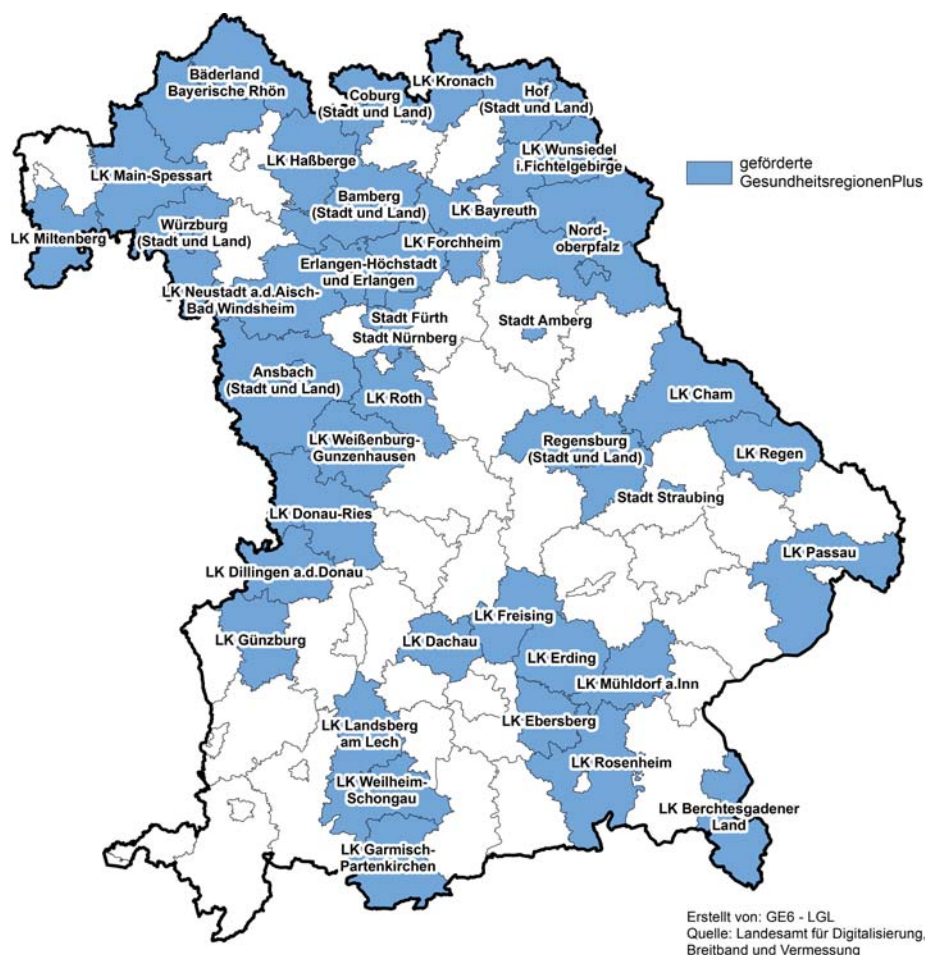 Bäderland
Bayerische Rhön
LK Kronach
Coburg
(Stadt und Land)
Hof
(Stadt und Land)
LK Haßberge
LK Wunsiedel
i.Fichtelgebirge
geförderte
GesundheitsregionenPlus
LK Main-Spessart
Bamberg
(Stadt und Land)
LK Bayreuth
LK Miltenberg
Würzburg
(Stadt und Land)
LK Forchheim
Nord-
oberpfalz
Erlangen-Höchstadt
und Erlangen
LK Neustadt a.d.Aisch-
Bad Windsheim
Stadt Fürth
Stadt Nürnberg
Stadt Amberg
Ansbach
(Stadt und Land)
LK Roth
LK Cham
LK Weißenburg-
Gunzenhausen
Regensburg
(Stadt und Land)
LK Regen
Stadt Straubing
LK Donau-Ries
LK Passau
LK Dillingen a.d.Donau
LK Freising
LK Günzburg
LK Dachau
LK Erding
LK Mühldorf a.Inn
LK Landsberg
am Lech
LK Ebersberg
LK Rosenheim
LK Weilheim-
Schongau
LK Berchtesgadener
Land
LK Garmisch-
Partenkirchen
Erstellt von: GE6 - LGL
Quelle: Landesamt für Digitalisierung,
Breitband und Vermessung